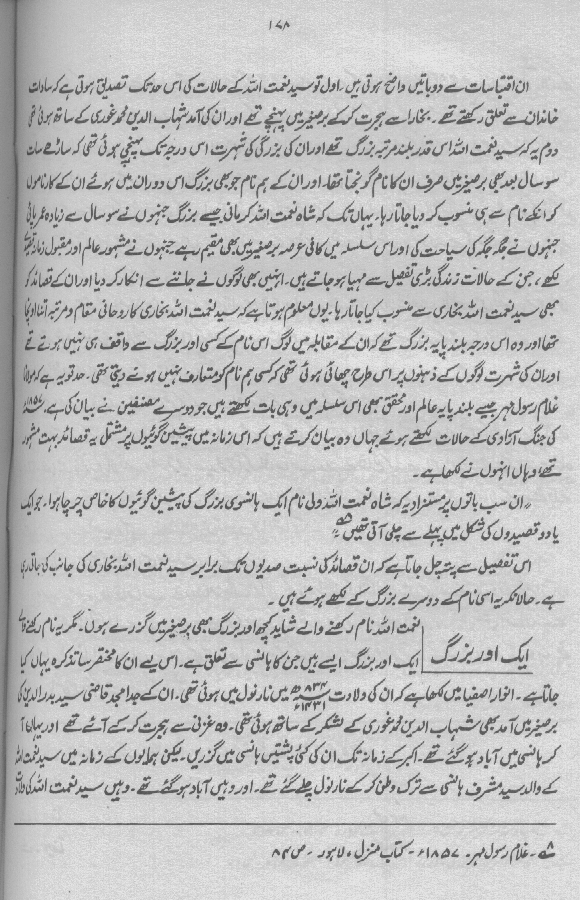 ۱۷۸
ان اقتباسات سے دو باتیں واضح ہوتی ہیں۔ اول تو سید نعمت اللہ کے حالات کی اس حد تک تصدیق ہوتی ہے کہ سادات
خاندان سے تعلق رکھتے تھے۔ بخارا سے ہجرت کر کے برصغیر میں پہنچے تھے اور ان کی آمد شہاب الدین محمد غوری کے ساتھ ہوئی تھی
دوم یہ کہ سید نعمت اللہ اس قدر بلند مرتبہ بزرگ تھے اور ان کی بزرگی کی شہرت اس درجہ تک پہنچی ہوئی تھی کہ ساڑھے سات
سو سال بعد بھی برصغیر میں صرف ان کا نام گونجتا تھا۔ اور ان کے ہم نام جو بھی بزرگ اس دوران میں ہوئے ان کے کارناموں
کو انکے نام سے ہی منسوب کر دیا جاتا رہا۔ یہاں تک کہ شاہ نعمت اللہ کرمانی جیسے بزرگ جنہوں نے سو سال سے زیادہ عمر پائی
جنہوں نے جگہ جگہ کی سیاحت کی اور اس سلسلہ میں کافی عرصہ برصغیر میں بھی مقیم رہے۔ جنہوں نے مشہور عالم اور مقبول زمانہ
لکھے، جن کے حالات زندگی بڑی تفصیل سے مہیا ہو جاتے ہیں۔ انہیں بھی لوگوں نے جاننے سے انکار کر دیا اور ان کے قصائد کو
بھی سید نعمت اللہ بخاری سے منسوب کیا جاتا رہا۔ یوں معلوم ہوتا ہے کہ سید نعمت اللہ بخاری کا روحانی مقام و مرتبہ اتنا اونچا
تھا اور وہ اس درجہ بلند پایہ بزرگ تھے کہ ان کے مقابلہ میں لوگ اس نام کے کسی اور بزرگ سے واقف ہی نہیں ہوتے تھے
اور ان کی شہرت لوگوں کے ذہنوں پر اس طرح چھائی ہوئی تھی کہ کسی ہم نام کو متعارف نہیں ہونے دیتی تھی۔ حد تو یہ ہے کہ مولانا
غلام رسول مہر جیسے بلند پایہ عالم اور محقق بھی اس سلسلہ میں وہی بات لکھتے ہیں جو دوسرے مصنفین نے بیان کی ہے، ۱۸۵۷ء
کی جنگ آزادی کے حالات لکھتے ہوئے جہاں وہ بیان کرتے ہیں کہ اس زمانہ میں پیشین گوئیوں پر مشتمل یہ قصائد بہت مشہور
تھے، وہاں انہوں نے لکھا ہے۔
"ان سب باتوں پر مستزاد یہ کہ شاہ نعمت اللہ ولی نام ایک ہانسوی بزرگ کی پیشین گوئیوں کا خاص چرچا ہوا۔ جو ایک
یا دو قصیدوں کی شکل میں پہلے سے چلی آتی تھیں"۸
اس تفصیل سے پتہ چل جاتا ہے کہ ان قصائد کی نسبت صدیوں تک برابر سید نعمت اللہ بخاری کی جانب کی جاتی رہی
ہے۔ حالانکہ یہ اسی نام کے دوسرے بزرگ کے لکھے ہوئے ہیں۔
ایک اور بزرگ
نعمت اللہ نام رکھنے والے شاید کچھ اور بزرگ بھی برصغیر میں گزرے ہوں۔ مگر یہ نام رکھنے والے
ایک اور بزرگ ایسے ہیں جن کا ہانسی سے تعلق ہے۔ اس لیے ان کا مختصر سا تذکرہ یہاں کیا
جاتا ہے۔ انوار اصفیا میں لکھا ہے کہ ان کی ولادت ۸۳۴ھ ۱۴۳۱ء میں نارنول میں ہوئی تھی۔ ان کے جد امجد قاضی سید بدر الدین کی
برصغیر میں آمد بھی شہاب الدین محمد غوری کے لشکر کے ساتھ ہوئی تھی۔ وہ غزنی سے ہجرت کر کے آئے تھے اور یہاں آ
کر ہانسی میں آباد ہو گئے تھے۔ اکبر کے زمانہ تک ان کی کئی پشتیں ہانسی میں گزریں۔ لیکن کے زمانہ میں سید نعمت اللہ
کے والد سید مشرف ہانسی سے ترک وطن کر کے نارنول چلے گئے تھے۔ اور وہیں آباد ہو گئے تھے۔ وہیں سید نعمت اللہ کی ولادت
۸۔ غلام رسول مہر۔ ۱۸۵۷ء۔ کتاب منزل، لاہور۔ ص ۸۴